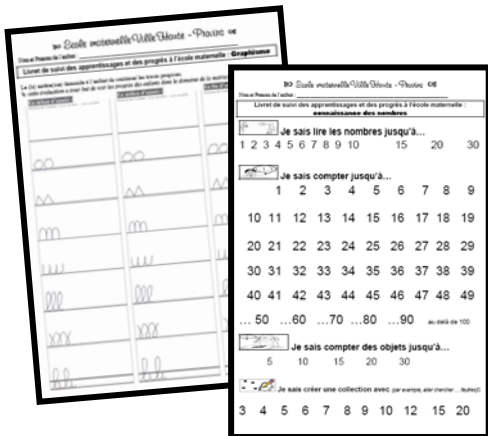 Ecole maternelle Ville Haute - Provins
Nom et Prénom de l'enfant :
Livret de suivi des apprentissages et des progrès à l'école maternelle : Graphisme
Ecole maternelle Ville Haute - Provins
Nom et Prénom de l'enfant :
Livret de suivi des apprentissages et des progrès à l'école maternelle :
connaissance des nombres
Je sais lire les nombres jusqu'à…
1 2 3 4 5 6 7 8 9 10 15 20 30
Je sais compter jusqu'à…
1 2 3 4 5 6 7 8 9
10 11 12 13 14 15 16 17 18 19
20 21 22 23 24 25 26 27 28 29
30 31 32 33 34 35 36 37 38 39
40 41 42 43 44 45 46 47 48 49
… 50 …60 …70 …80 …90 au delà de 100
Je sais compter des objets jusqu'à…
5 10 15 20 30
Je sais créer une collection avec
3 4 5 6 7 8 9 10 12 15 20